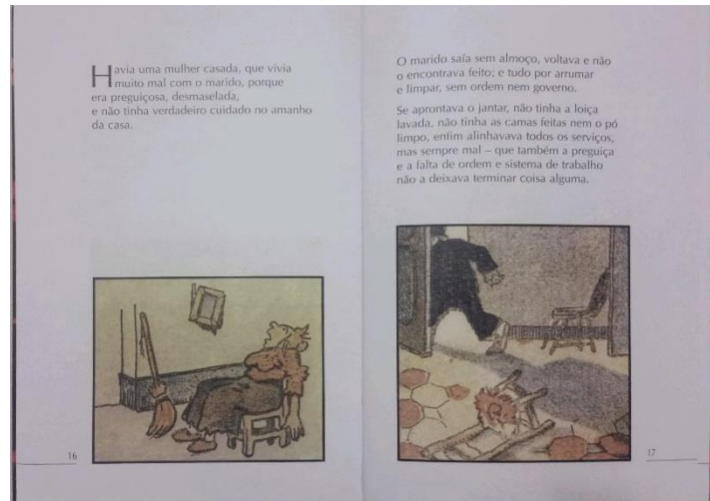 Havia uma mulher casada, que vivia
muito mal com o marido, porque
era preguiçosa, desmaselada,
e não tinha verdadeiro cuidado no amanho
da casa.
16
O marido saía sem almoço, voltava e não
o encontrava feito; e tudo por arrumar
e limpar, sem ordem nem governo.
Se aprontava o jantar, não tinha a loiça
lavada, não tinha as camas feitas nem o pó
limpo, enfim alinhavava todos os serviços,
mas sempre mal – que também a preguiça
e a falta de ordem e sistema de trabalho
não a deixava terminar coisa alguma.
17